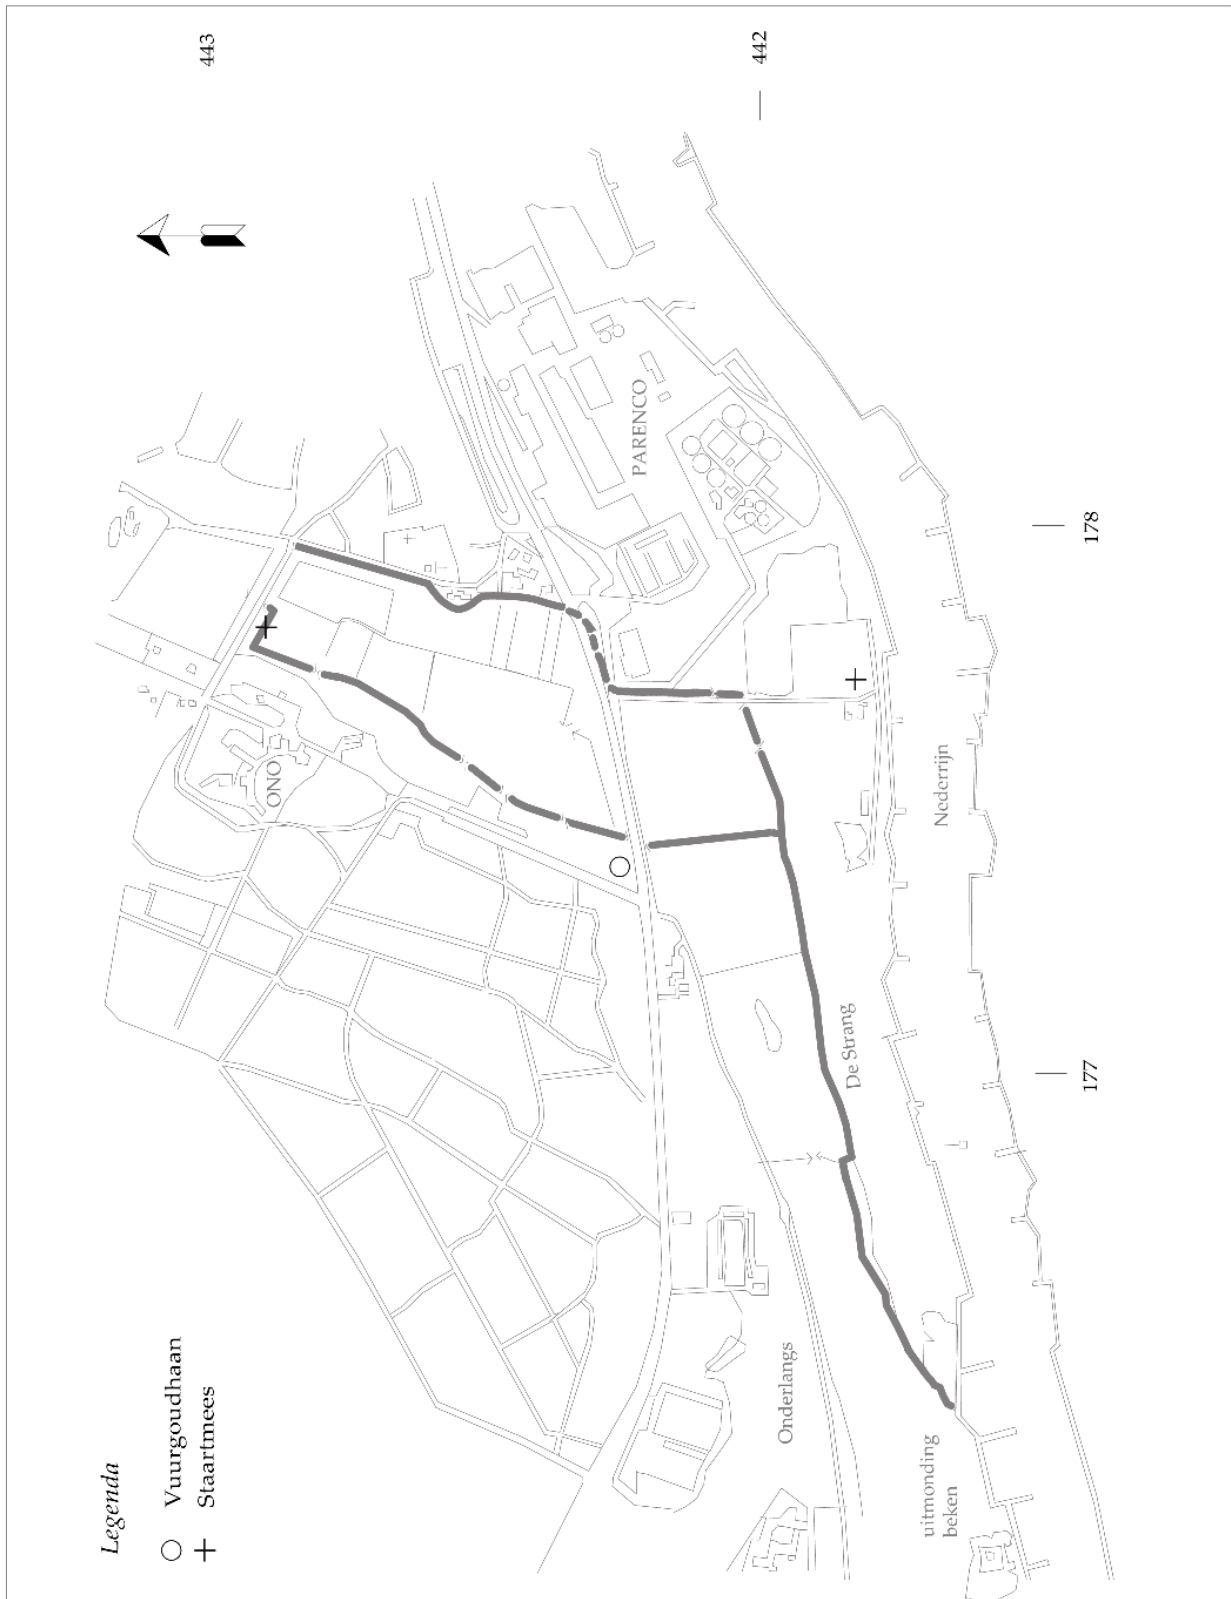 Legenda
Vuurgoudhaan
Staartmees
443
442
ONO
PARENCO
Nederrijn
De Strang
Onderlangs
uitmonding
beken
177
178